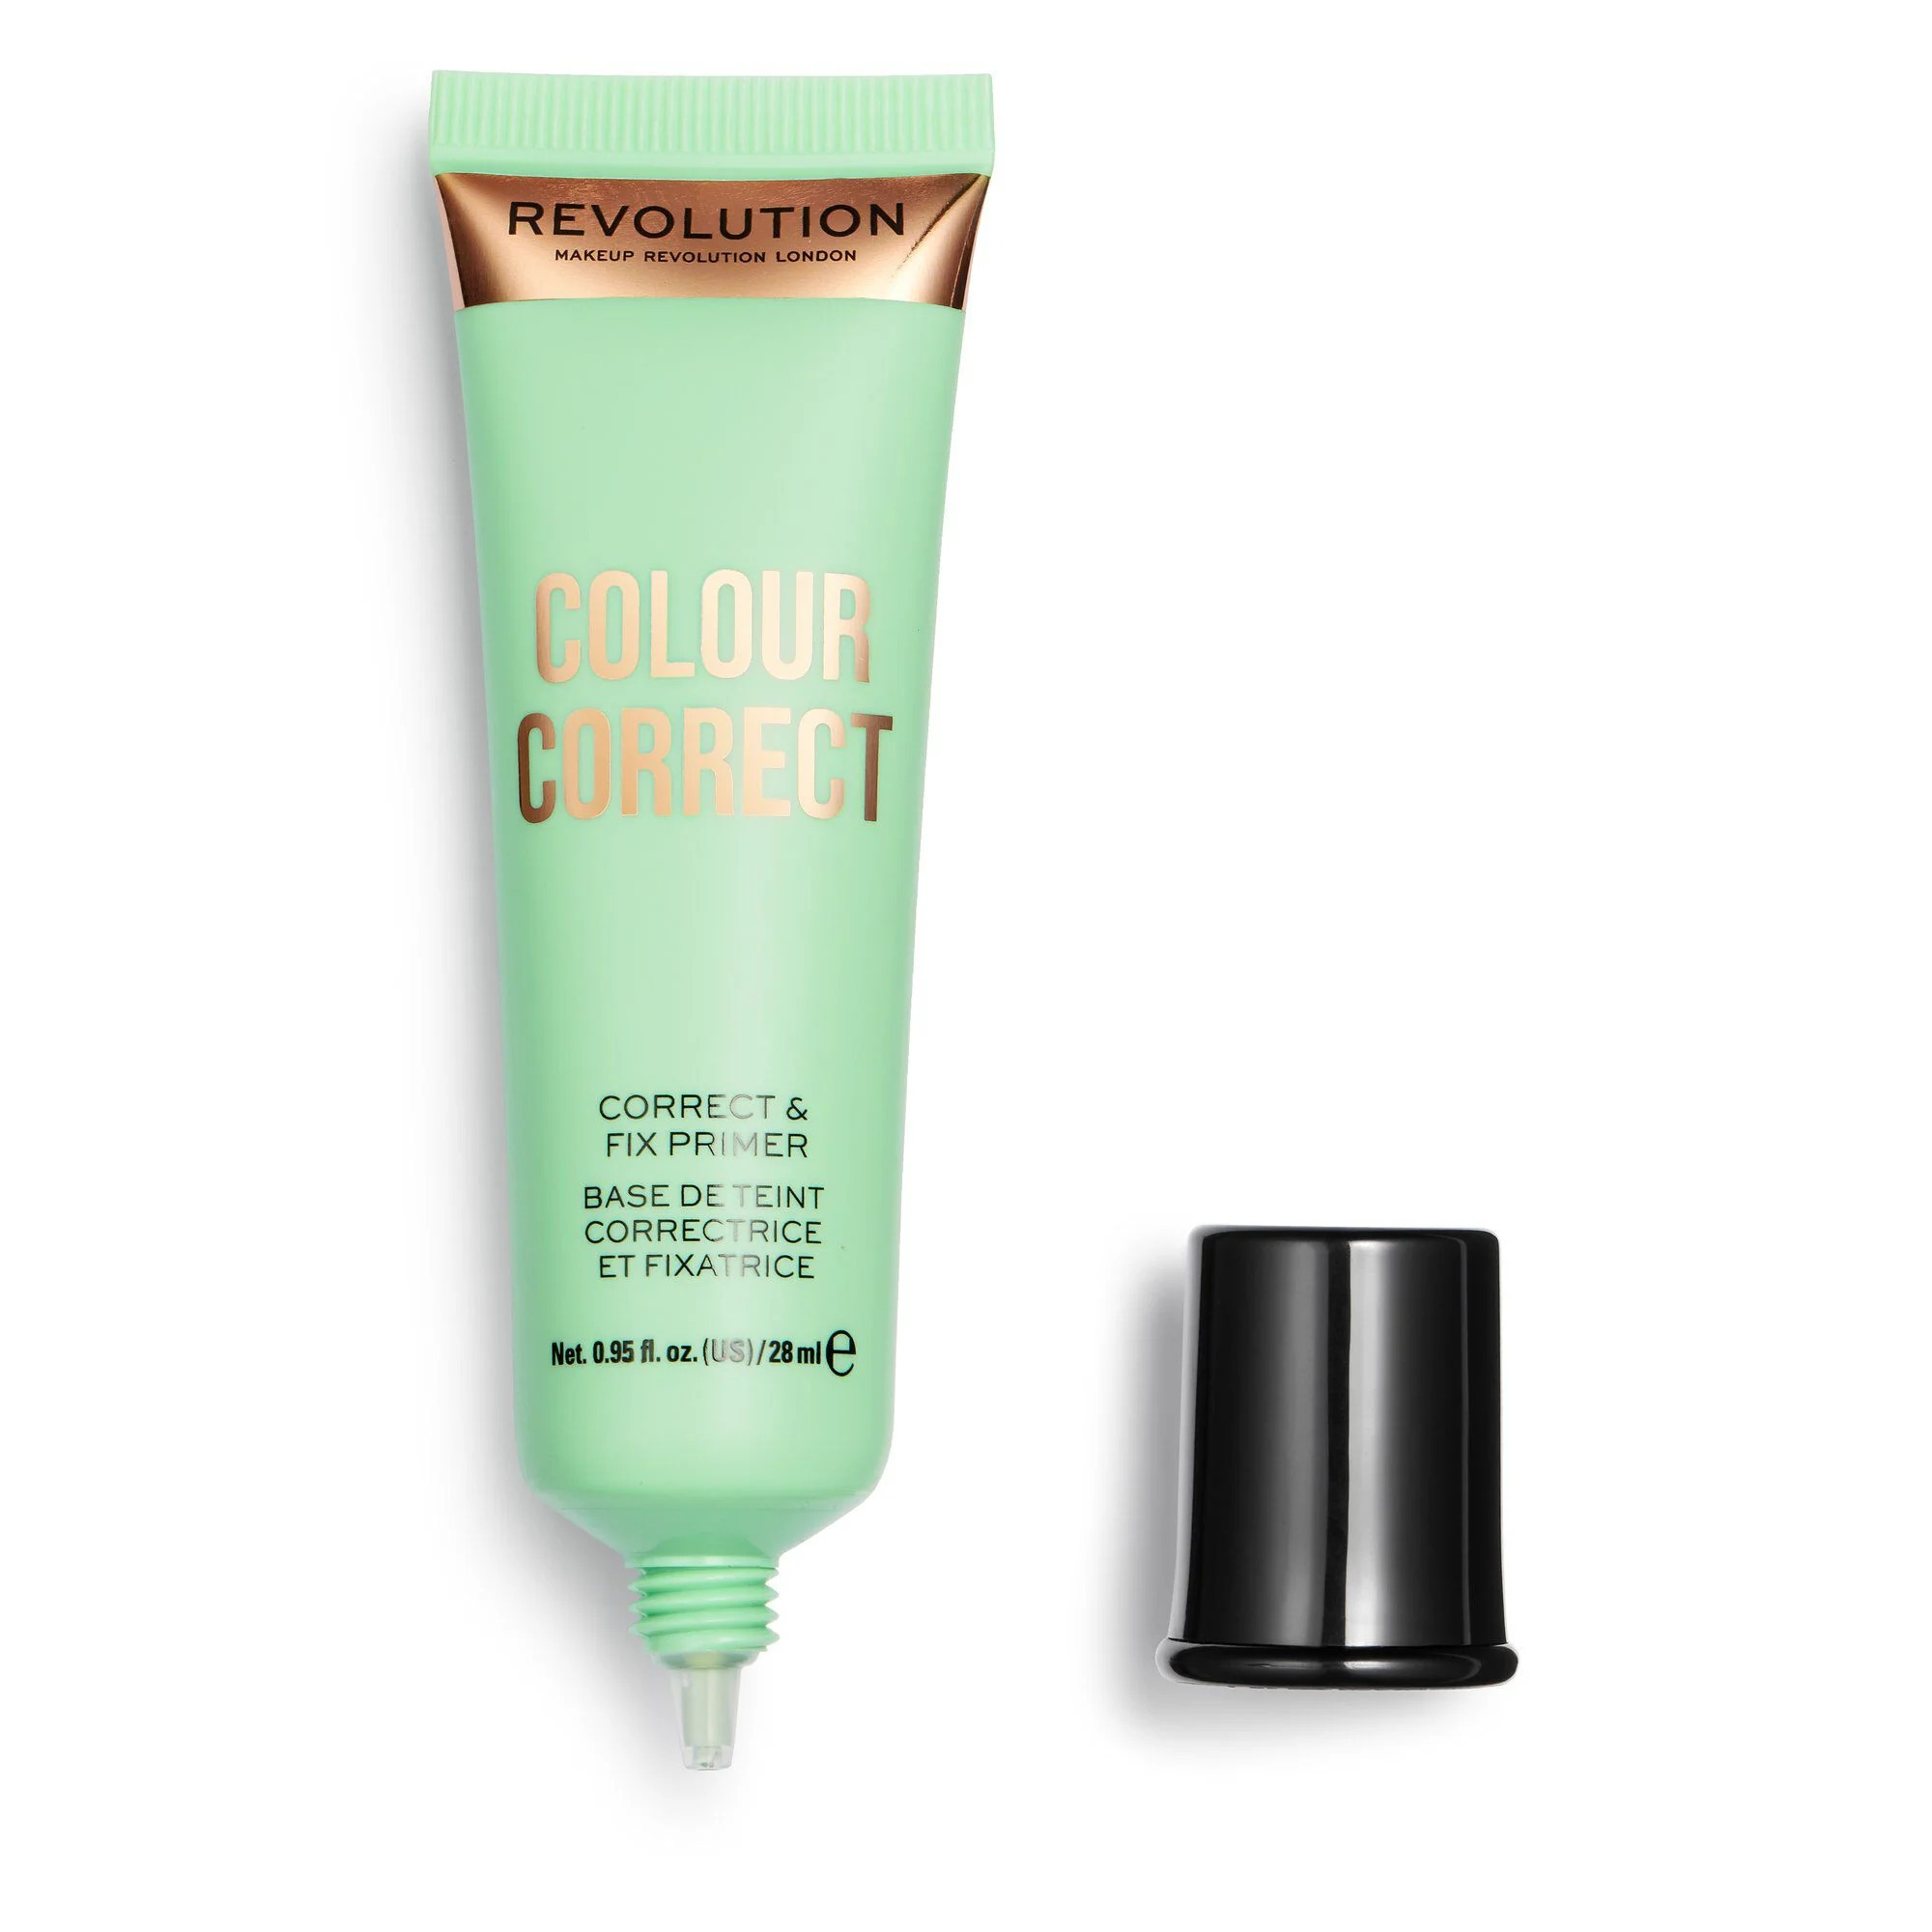 REVOLUTION
MAKEUP REVOLUTION LONDON
COLOUR
CORRECT
CORRECT &
FIX PRIMER
BASE DE TEINT
CORRECTRICE
ET FIXATRICE
Net. 0.95 fl. oz. (US)/28 ml ℮